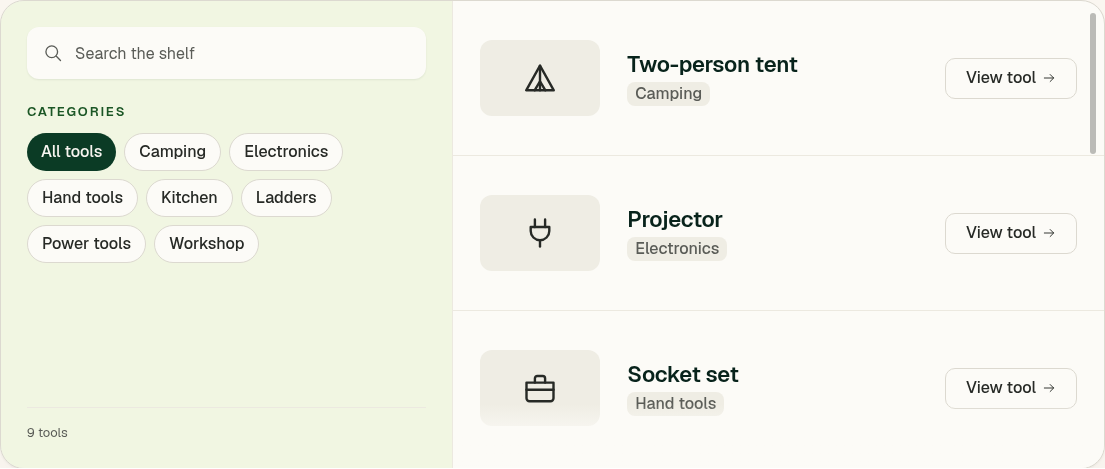 Search the shelf
CATEGORIES
All tools
Camping
Electronics
Hand tools
Kitchen
Ladders
Power tools
Workshop
9 tools
Two-person tent
Camping
View tool →
Projector
Electronics
View tool →
Socket set
Hand tools
View tool →